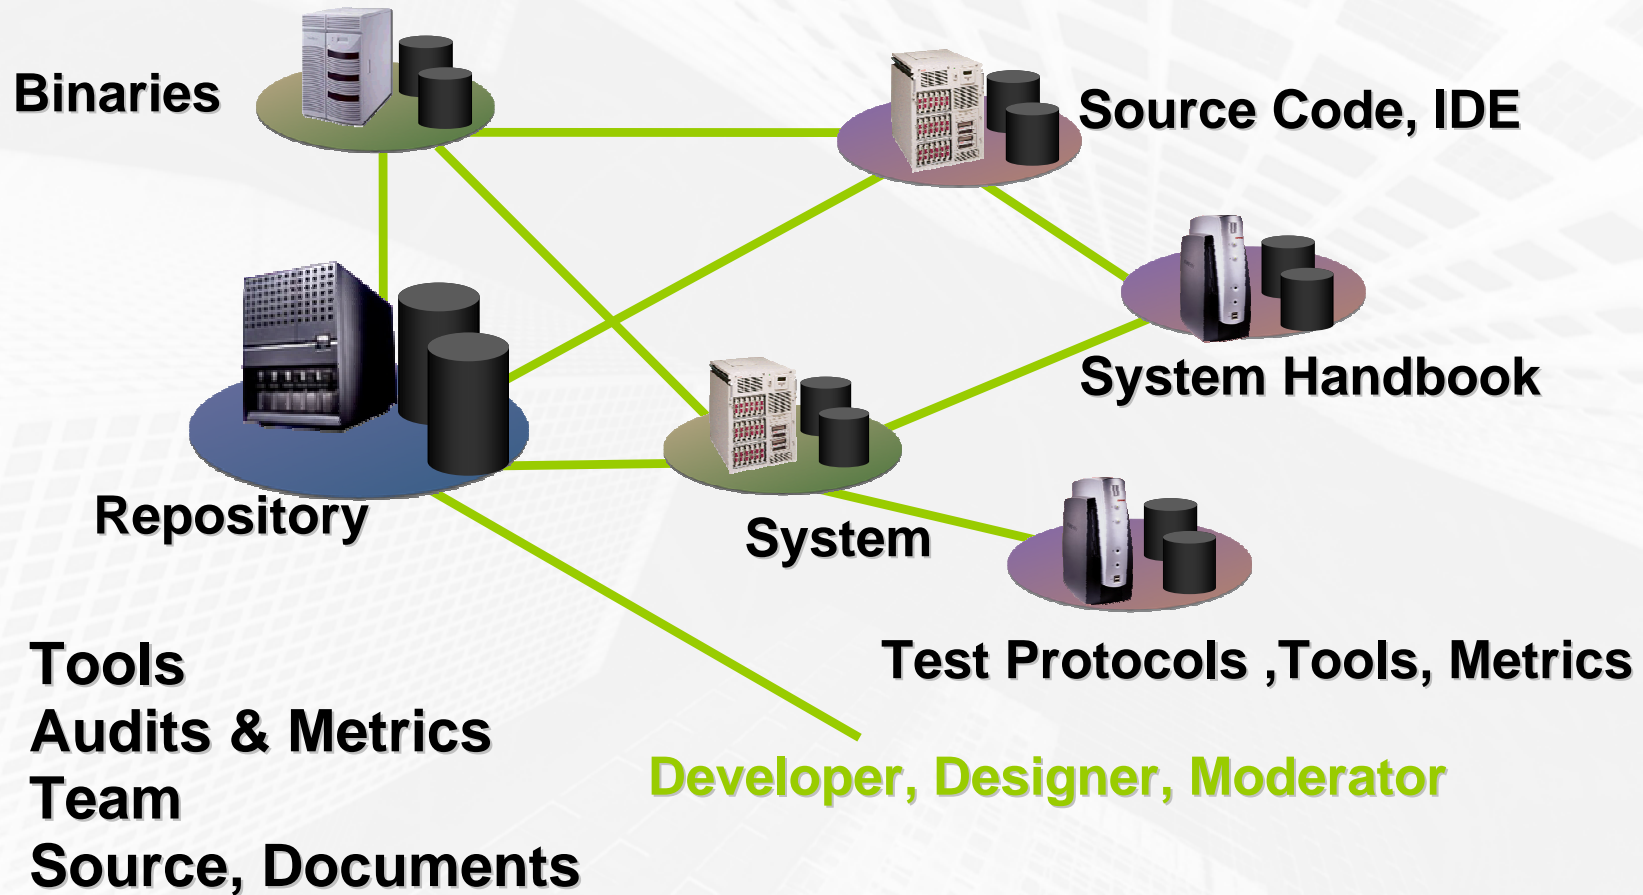 Binaries
Source Code, IDE
System Handbook
Repository
System
Test Protocols ,Tools, Metrics
Tools
Audits & Metrics
Team
Source, Documents
Developer, Designer, Moderator